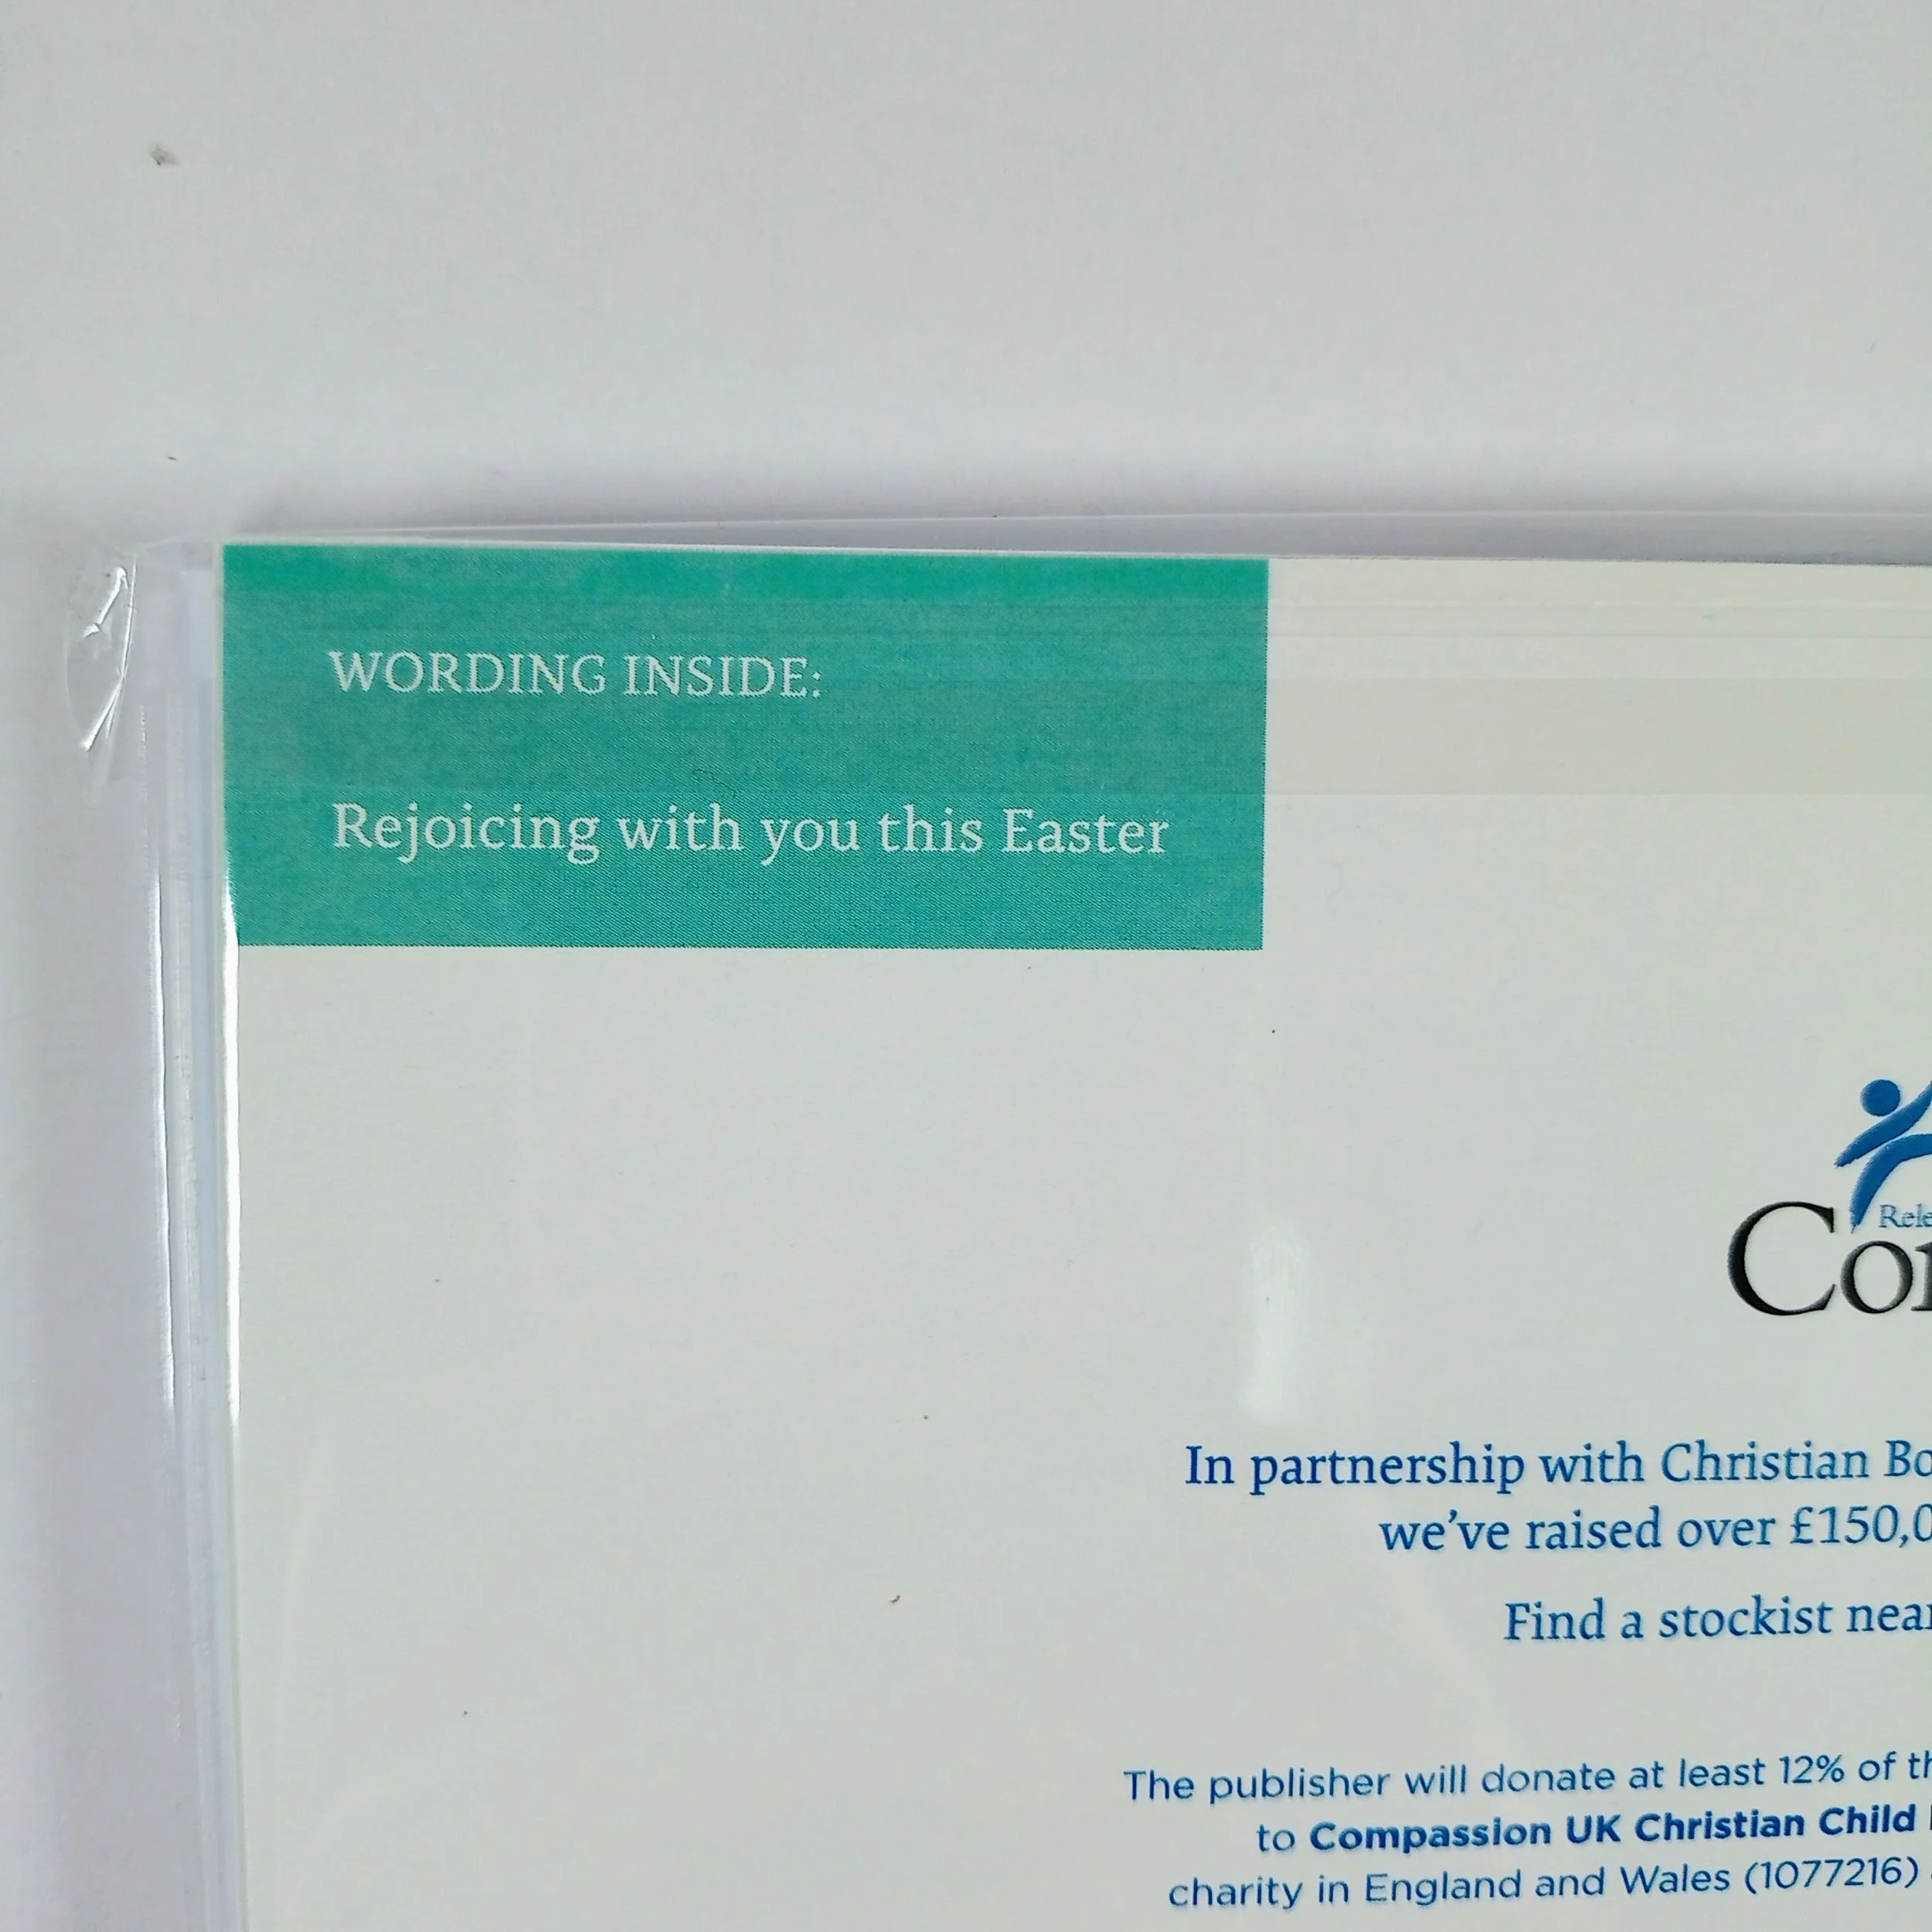 WORDING INSIDE:
Rejoicing with you this Easter
In partnership with Christian
we've raised over
Find a stockist
The publisher will donate at least 12% of
to Compassion UK Christian Child
charity in England and Wales (1077216)